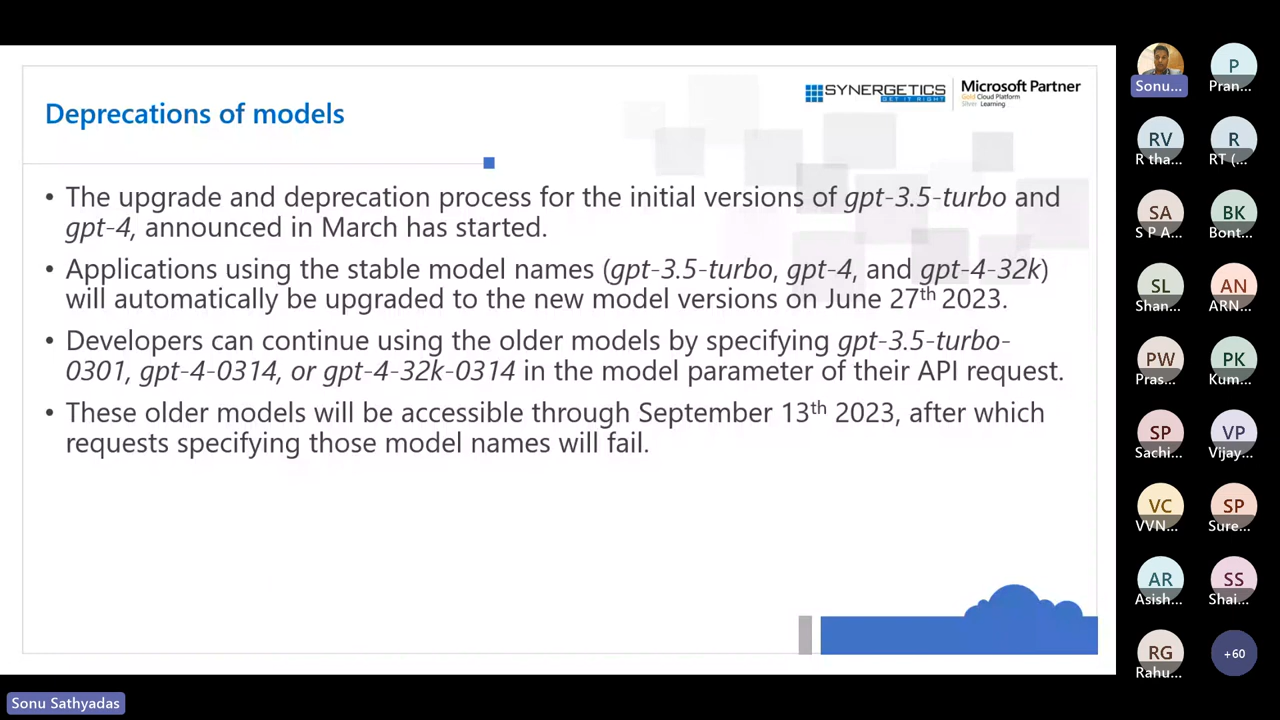 SYNERGETICS
GET IT RIGHT
Microsoft Partner
Gold Cloud Platform
Silver Learning
Deprecations of models
• The upgrade and deprecation process for the initial versions of gpt-3.5-turbo and
gpt-4, announced in March has started.
• Applications using the stable model names (gpt-3.5-turbo, gpt-4, and gpt-4-32k)
will automatically be upgraded to the new model versions on June 27th 2023.
• Developers can continue using the older models by specifying gpt-3.5-turbo-
0301, gpt-4-0314, or gpt-4-32k-0314 in the model parameter of their API request.
• These older models will be accessible through September 13th 2023, after which
requests specifying those model names will fail.
Sonu...
P
Pran...
RV
R tha...
R
RT (...
SA
S P A...
BK
Bont...
SL
Shan...
AN
ARN...
PW
Pras...
PK
Kum...
SP
Sachi...
VP
Vijay...
VC
VVN...
SP
Sure...
AR
Asish...
SS
Shai...
RG
Rahu...
+60
Sonu Sathyadas